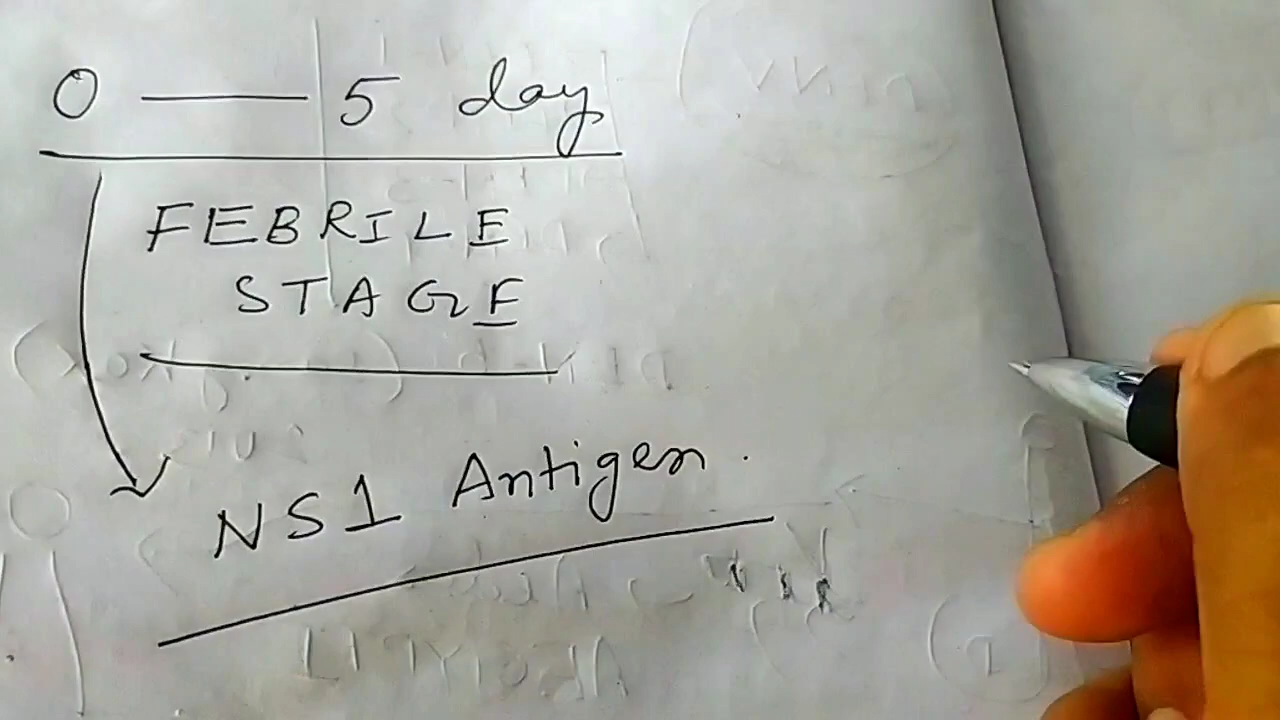 0 — 5 day
FEBRILE
STAGE
NS1 Antigen.